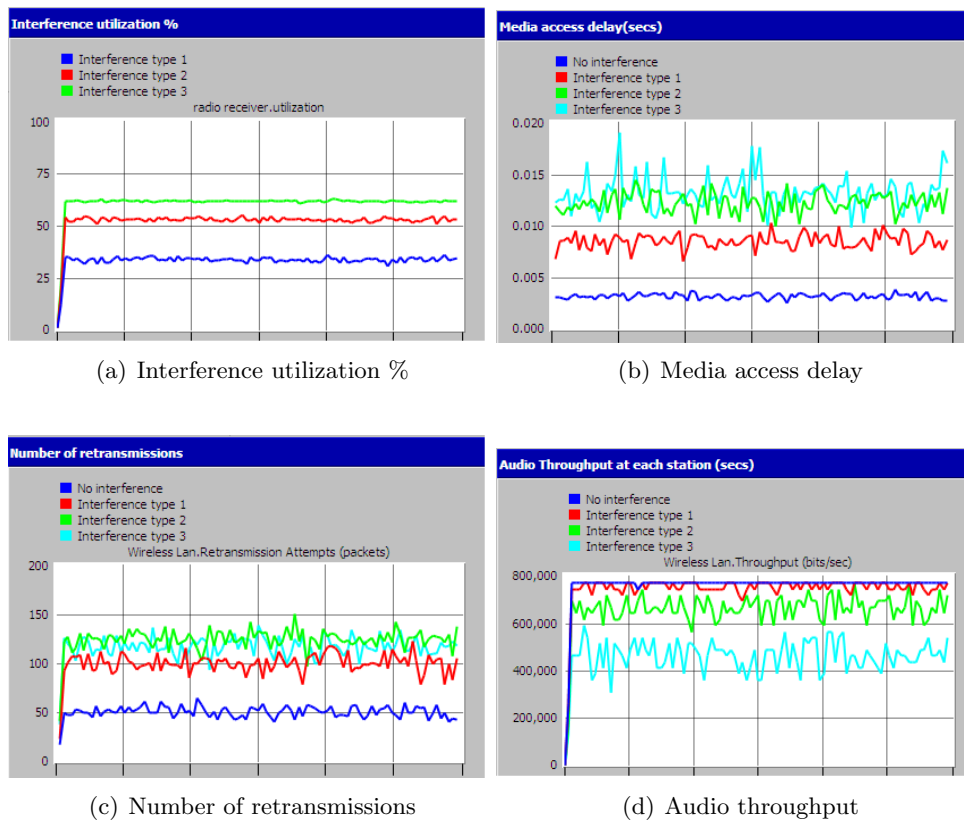 Interference utilization %
Interference type 1
Interference type 2
Interference type 3
radio receiver.utilization
100
75
50
25
0
(a) Interference utilization %
Media access delay(secs)
No interference
Interference type 1
Interference type 2
Interference type 3
0.020
0.015
0.010
0.005
0.000
(b) Media access delay
Number of retransmissions
No interference
Interference type 1
Interference type 2
Interference type 3
Wireless Lan.Retransmission Attempts (packets)
200
150
100
50
0
(c) Number of retransmissions
Audio Throughput at each station (secs)
No interference
Interference type 1
Interference type 2
Interference type 3
Wireless Lan.Throughput (bits/sec)
800,000
600,000
400,000
200,000
0
(d) Audio throughput